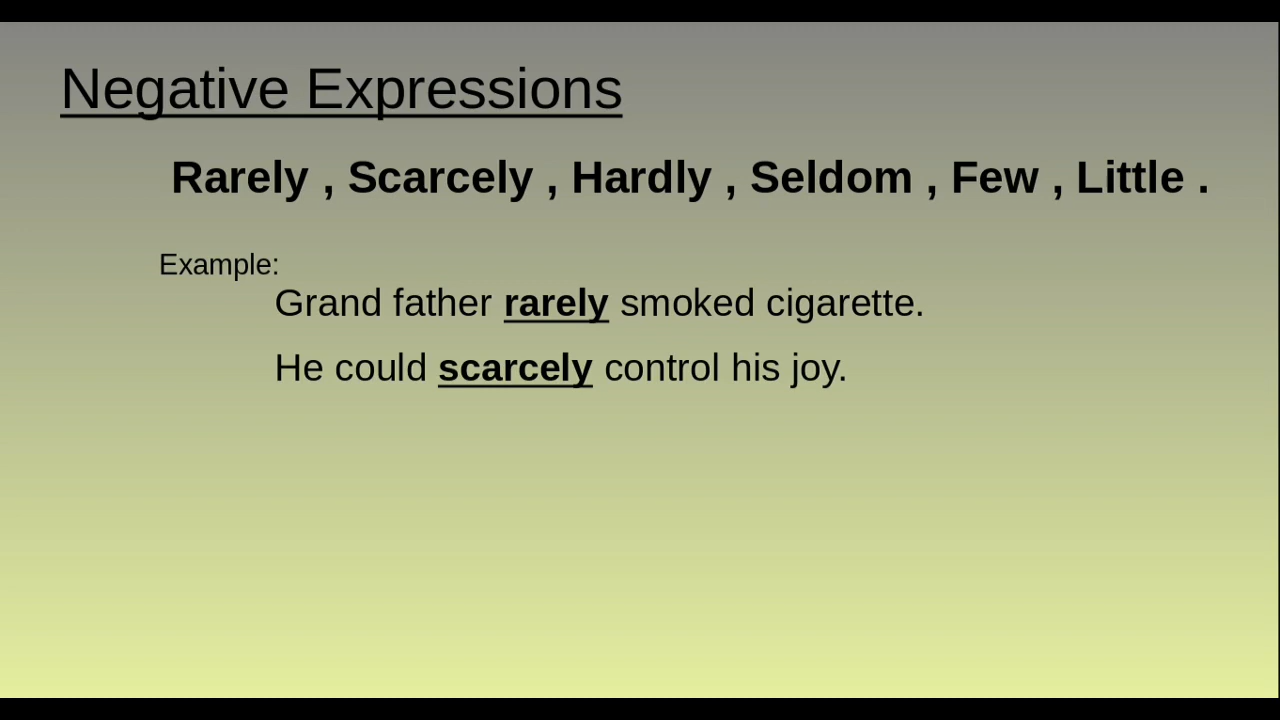 Negative Expressions
Rarely , Scarcely , Hardly , Seldom , Few , Little .
Example:
Grand father rarely smoked cigarette.
He could scarcely control his joy.